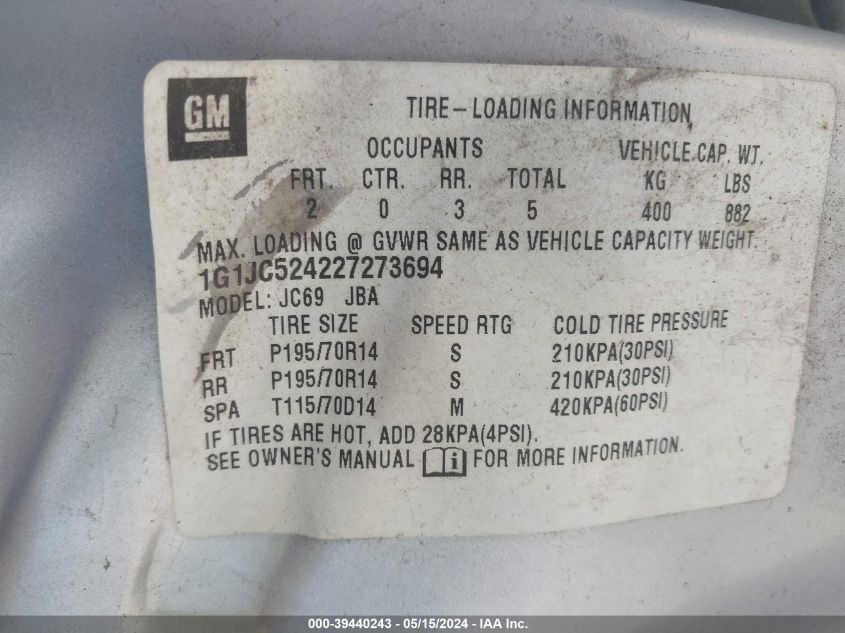 GM
TIRE-LOADING INFORMATION
OCCUPANTS VEHICLE CAP. WT.
FRT. CTR. RR. TOTAL KG LBS
2 0 3 5 400 882
MAX. LOADING @ GVWR SAME AS VEHICLE CAPACITY WEIGHT.
1G1JC524227273694
MODEL: JC69 JBA
TIRE SIZE SPEED RTG COLD TIRE PRESSURE
FRT P195/70R14 S 210KPA(30PSI)
RR P195/70R14 S 210KPA(30PSI)
SPA T115/70D14 M 420KPA(60PSI)
IF TIRES ARE HOT, ADD 28KPA(4PSI).
SEE OWNER'S MANUAL i FOR MORE INFORMATION.
000-39440243 - 05/15/2024 - IAA Inc.